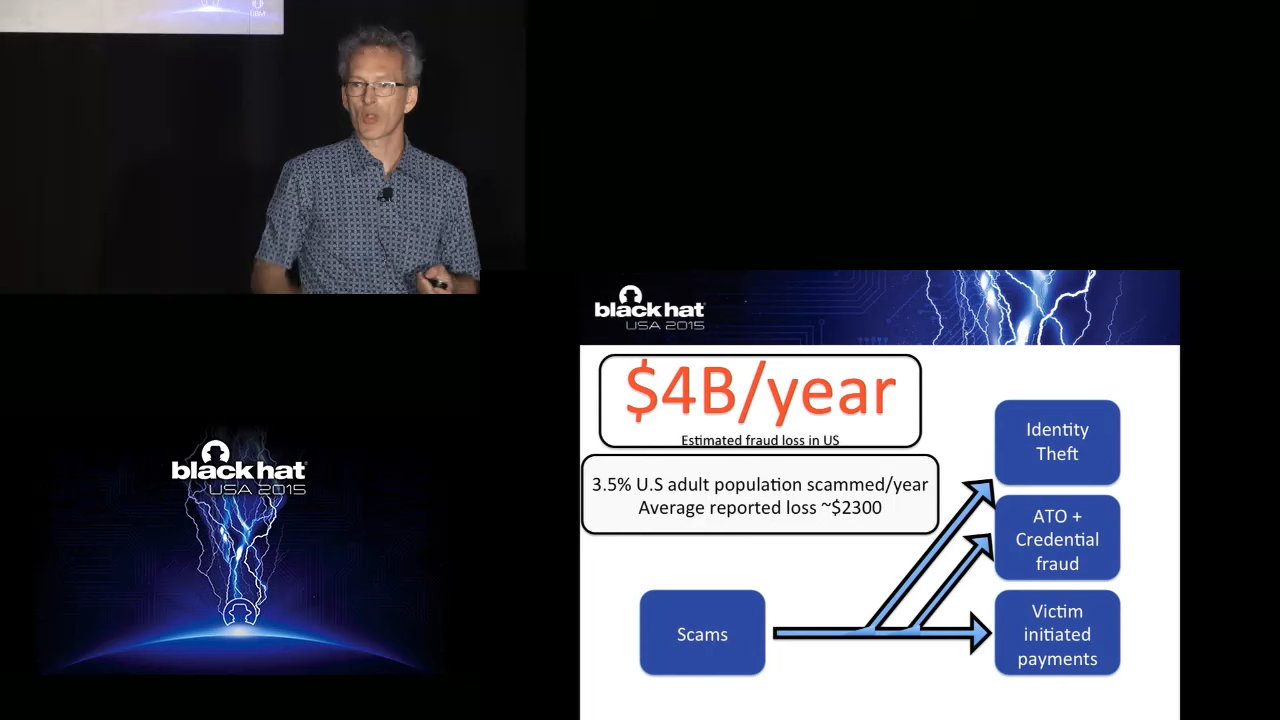 black hat
USA 2015
$4B/year
Estimated fraud loss in US
3.5% U.S adult population scammed/year
Average reported loss ~$2300
Identity
Theft
ATO +
Credential
fraud
Scams
Victim
initiated
payments
black hat
USA 2015